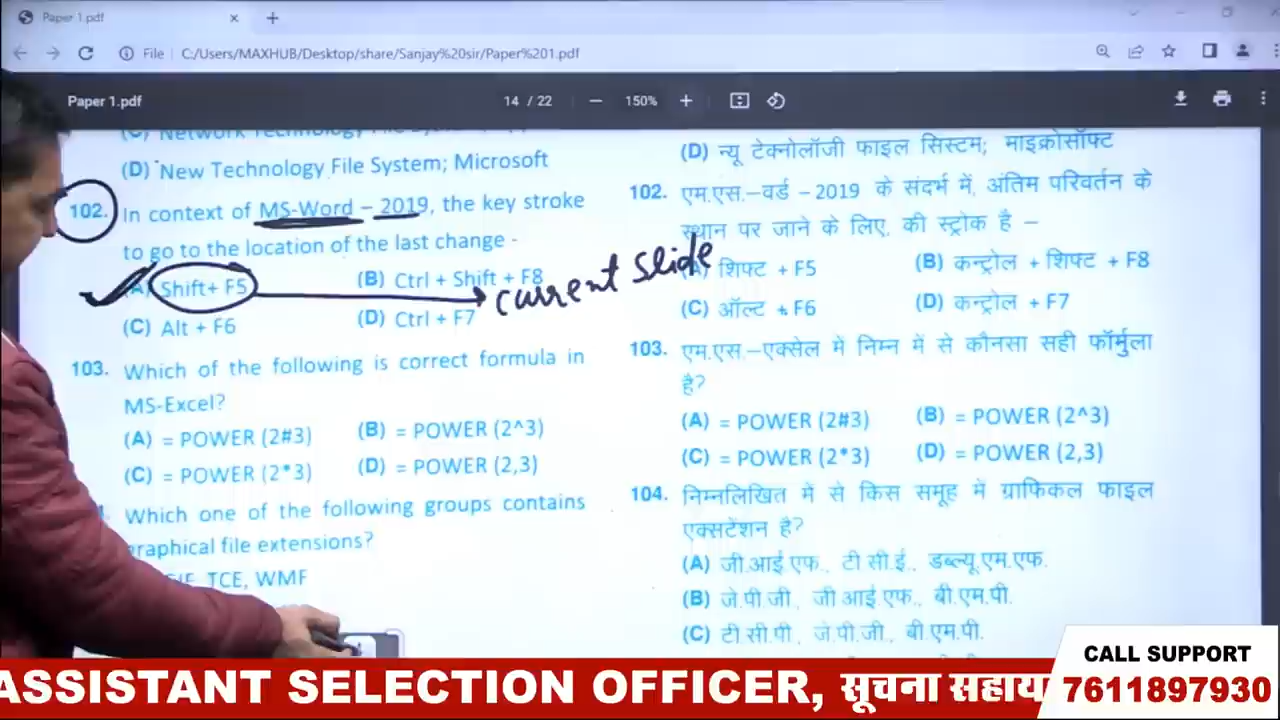 Paper 1.pdf
File
C:/Users/MAXHUB/Desktop/share/Sanjay%20sir/Paper%201.pdf
Paper 1.pdf
14 / 22
150%
(C) Network Technology File
(D) New Technology File System; Microsoft
102. In context of MS-Word – 2019, the key stroke
to go to the location of the last change -
(A) Shift+ F5
(B) Ctrl + Shift + F8
current slide
(C) Alt + F6
(D) Ctrl + F7
103. Which of the following is correct formula in
MS-Excel?
(A) = POWER (2#3)
(B) = POWER (2^3)
(C) = POWER (2*3)
(D) = POWER (2,3)
Which one of the following groups contains
graphical file extensions?
TCE, WMF
(D) न्यू टेक्नोलॉजी फाइल सिस्टम; माइक्रोसॉफ्ट
102. एम.एस.–वर्ड – 2019 के संदर्भ में, अंतिम परिवर्तन के
स्थान पर जाने के लिए, की स्ट्रोक है –
(A) शिफ्ट + F5
(B) कन्ट्रोल + शिफ्ट + F8
(C) ऑल्ट + F6
(D) कन्ट्रोल + F7
103. एम.एस.–एक्सेल में निम्न में से कौनसा सही फॉर्मुला
है?
(A) = POWER (2#3)
(B) = POWER (2^3)
(C) = POWER (2*3)
(D) = POWER (2,3)
104. निम्नलिखित में से किस समूह में ग्राफिकल फाइल
एक्सटेंशन है?
(A) जी.आई.एफ., टी.सी.ई., डब्ल्यू.एम.एफ.
(B) जे.पी.जी., जी.आई.एफ., बी.एम.पी.
(C) टी.सी.पी., जे.पी.जी., बी.एम.पी.
ASSISTANT SELECTION OFFICER, सूचना सहाय
CALL SUPPORT
7611897930